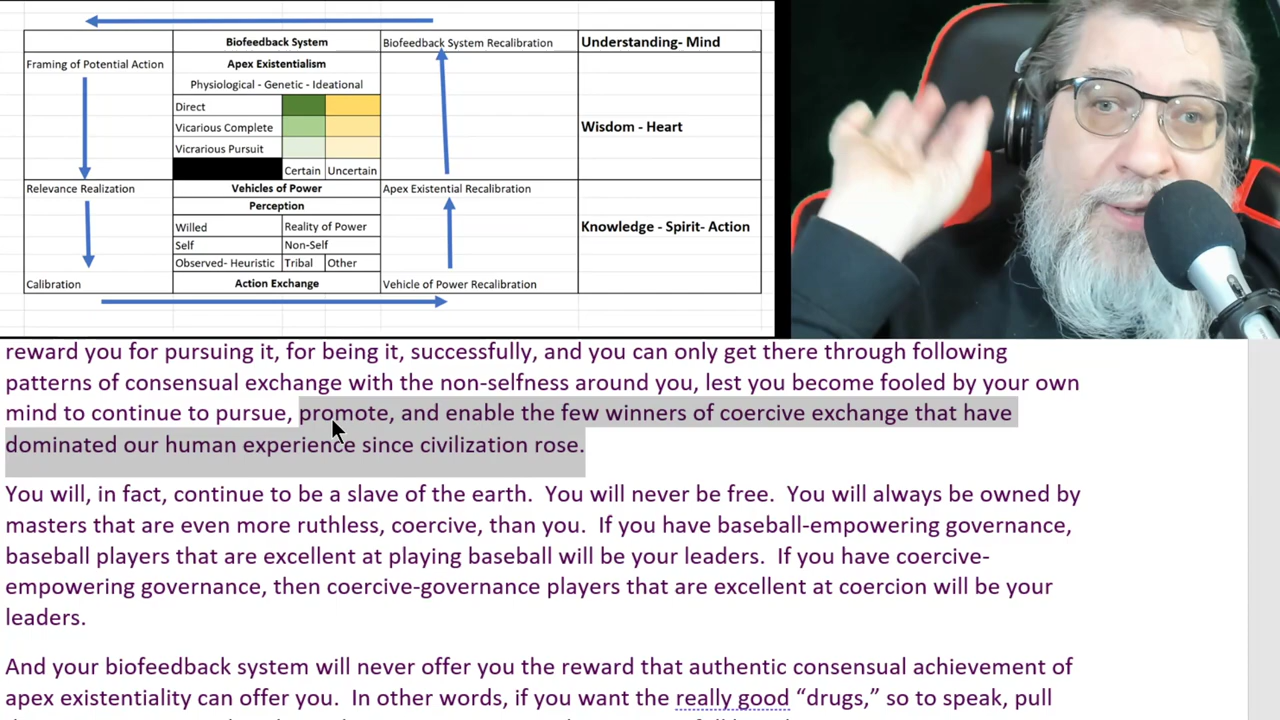 Biofeedback System Biofeedback System Recalibration Understanding- Mind
Framing of Potential Action Apex Existentialism
Physiological - Genetic - Ideational
Direct
Vicarious Complete Wisdom - Heart
Vicrarious Pursuit
Certain Uncertain
Relevance Realization Vehicles of Power Apex Existential Recalibration
Perception
Willed Reality of Power Knowledge - Spirit- Action
Self Non-Self
Observed- Heuristic Tribal Other
Calibration Action Exchange Vehicle of Power Recalibration
reward you for pursuing it, for being it, successfully, and you can only get there through following
patterns of consensual exchange with the non-selfness around you, lest you become fooled by your own
mind to continue to pursue, promote, and enable the few winners of coercive exchange that have
dominated our human experience since civilization rose.
You will, in fact, continue to be a slave of the earth. You will never be free. You will always be owned by
masters that are even more ruthless, coercive, than you. If you have baseball-empowering governance,
baseball players that are excellent at playing baseball will be your leaders. If you have coercive-
empowering governance, then coercive-governance players that are excellent at coercion will be your
leaders.
And your biofeedback system will never offer you the reward that authentic consensual achievement of
apex existentiality can offer you. In other words, if you want the really good “drugs,” so to speak, pull